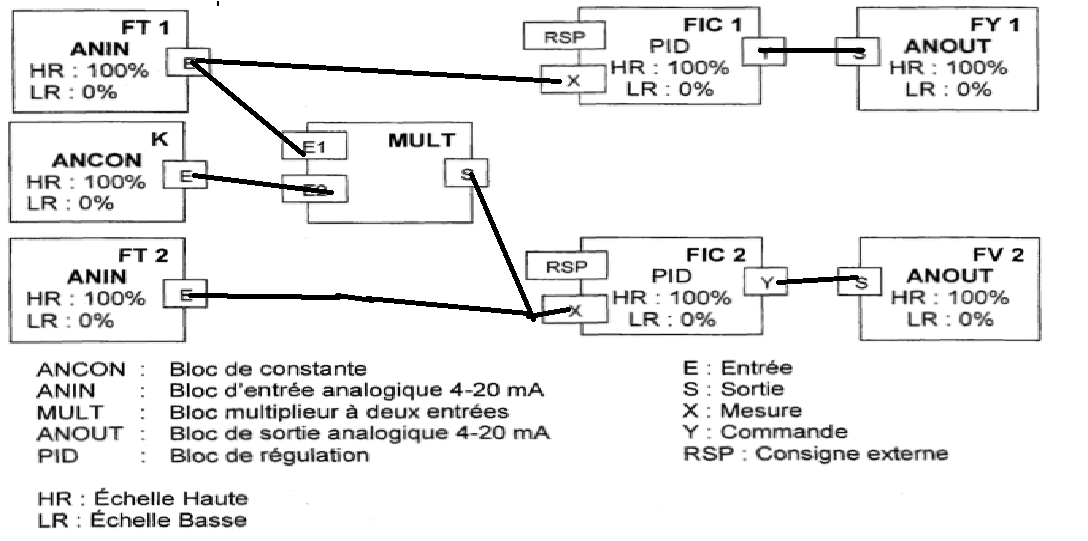 FT 1
ANIN
HR : 100%
LR : 0%
E
RSP
X
FIC 1
PID
HR : 100%
LR : 0%
Y
S
FY 1
ANOUT
HR : 100%
LR : 0%
K
ANCON
HR : 100%
LR : 0%
E
E1
E2
MULT
S
FT 2
ANIN
HR : 100%
LR : 0%
E
RSP
X
FIC 2
PID
HR : 100%
LR : 0%
Y
S
FV 2
ANOUT
HR : 100%
LR : 0%
ANCON : Bloc de constante
ANIN : Bloc d'entrée analogique 4-20 mA
MULT : Bloc multiplieur à deux entrées
ANOUT : Bloc de sortie analogique 4-20 mA
PID : Bloc de régulation
HR : Échelle Haute
LR : Échelle Basse
E : Entrée
S : Sortie
X : Mesure
Y : Commande
RSP : Consigne externe